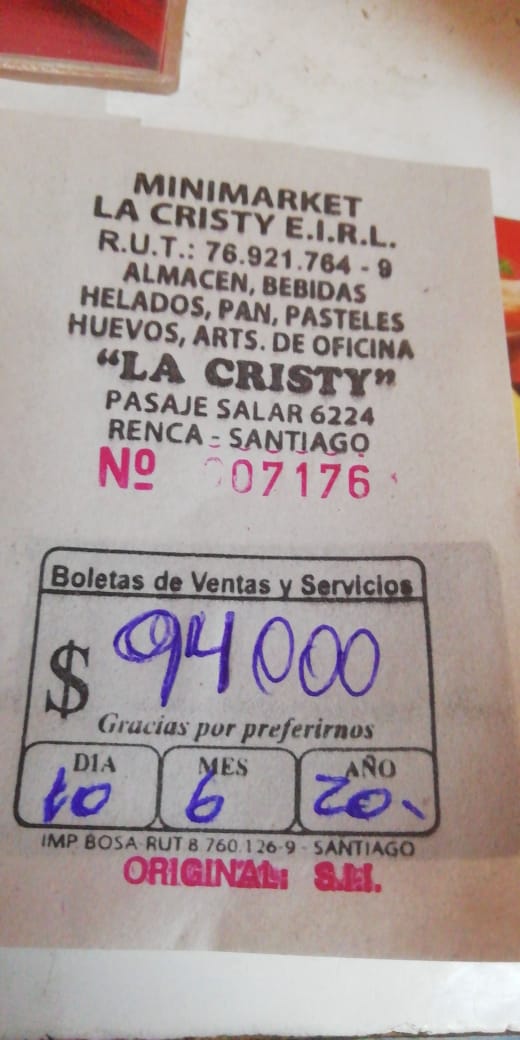 MINIMARKET
LA CRISTY E.I.R.L.
R.U.T.: 76.921.764 - 9
ALMACEN, BEBIDAS
HELADOS, PAN, PASTELES
HUEVOS, ARTS. DE OFICINA
“LA CRISTY”
PASAJE SALAR 6224
RENCA - SANTIAGO
Nº 007176
Boletas de Ventas y Servicios
$ 94000
Gracias por preferirnos
DIA MES AÑO
10 6 20.
IMP BOSA-RUT 8.760.126-9 - SANTIAGO
ORIGINAL: S.I.I.